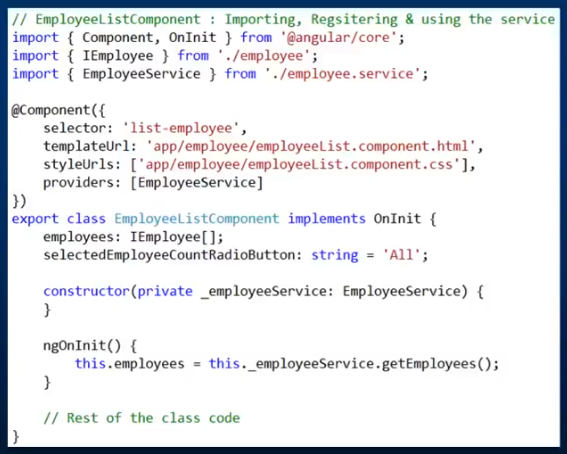 // EmployeeListComponent : Importing, Regsitering & using the service
import { Component, OnInit } from '@angular/core';
import { IEmployee } from './employee';
import { EmployeeService } from './employee.service';

@Component({
    selector: 'list-employee',
    templateUrl: 'app/employee/employeeList.component.html',
    styleUrls: ['app/employee/employeeList.component.css'],
    providers: [EmployeeService]
})
export class EmployeeListComponent implements OnInit {
    employees: IEmployee[];
    selectedEmployeeCountRadioButton: string = 'All';

    constructor(private _employeeService: EmployeeService) {
    }

    ngOnInit() {
        this.employees = this._employeeService.getEmployees();
    }

    // Rest of the class code
}